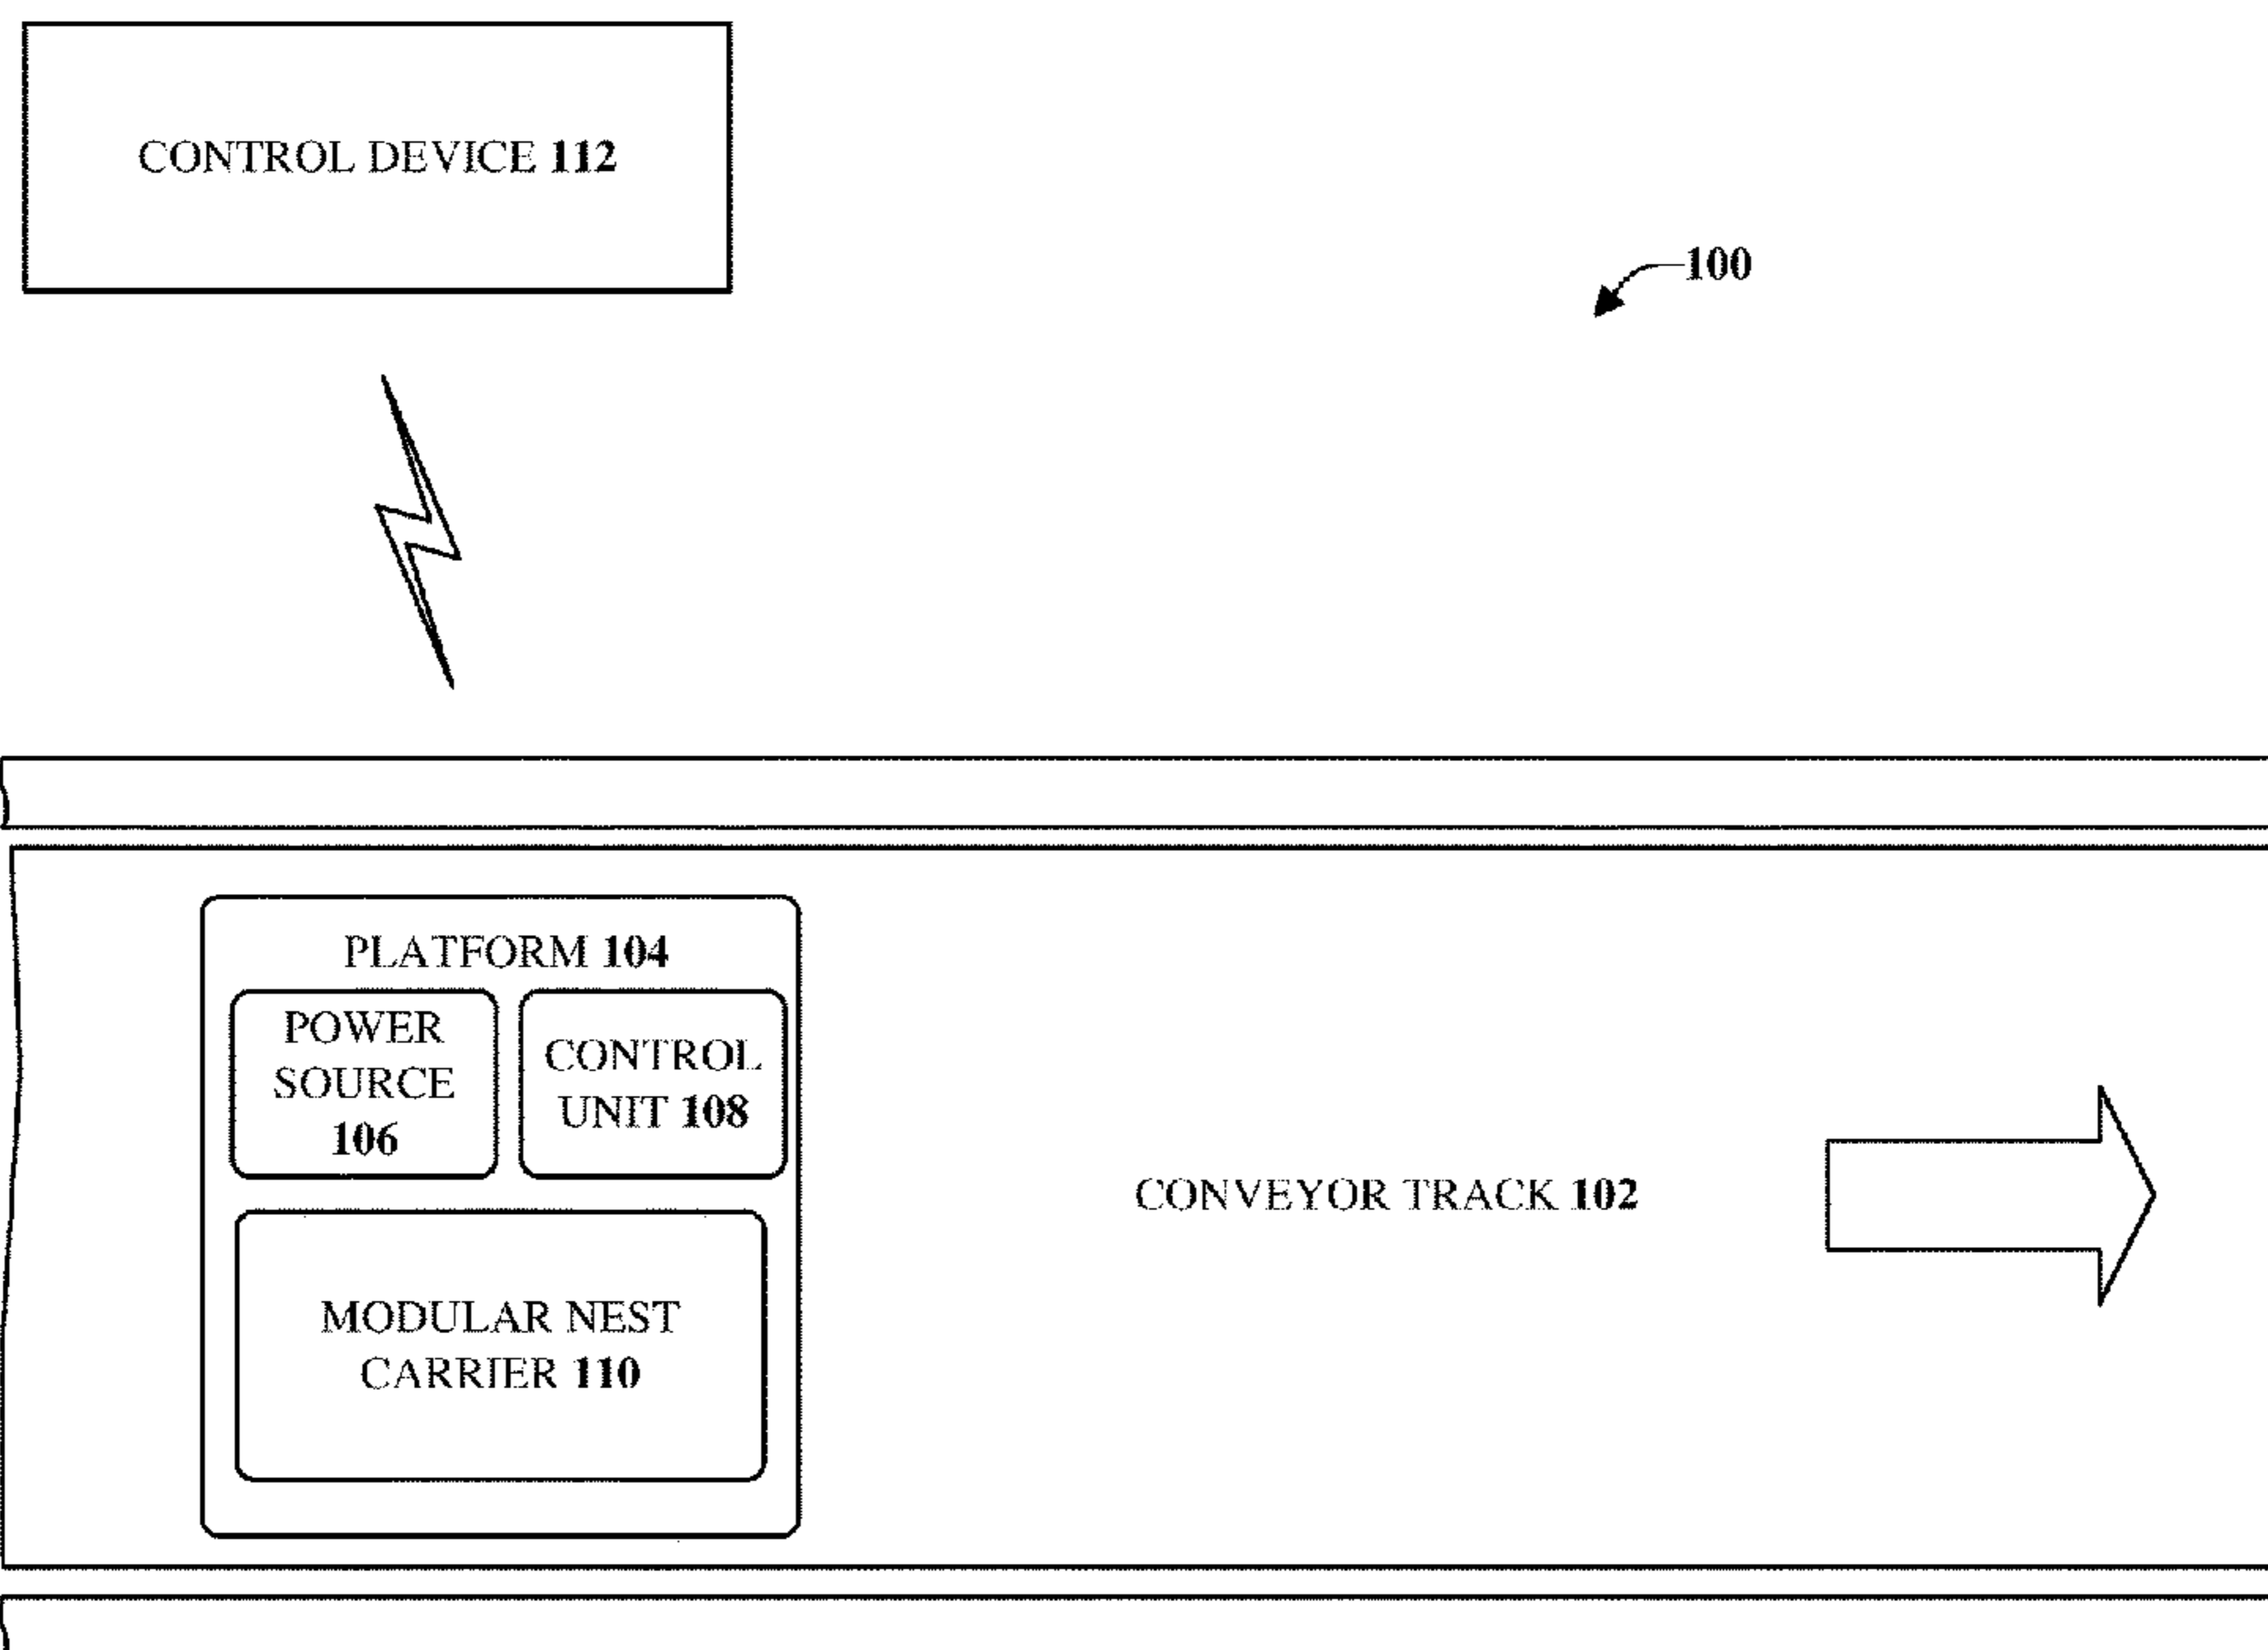 CONTROL DEVICE 112
100
PLATFORM 104
POWER
SOURCE
106
CONTROL
UNIT 108
CONVEYOR TRACK 102
MODULAR NEST
CARRIER 110